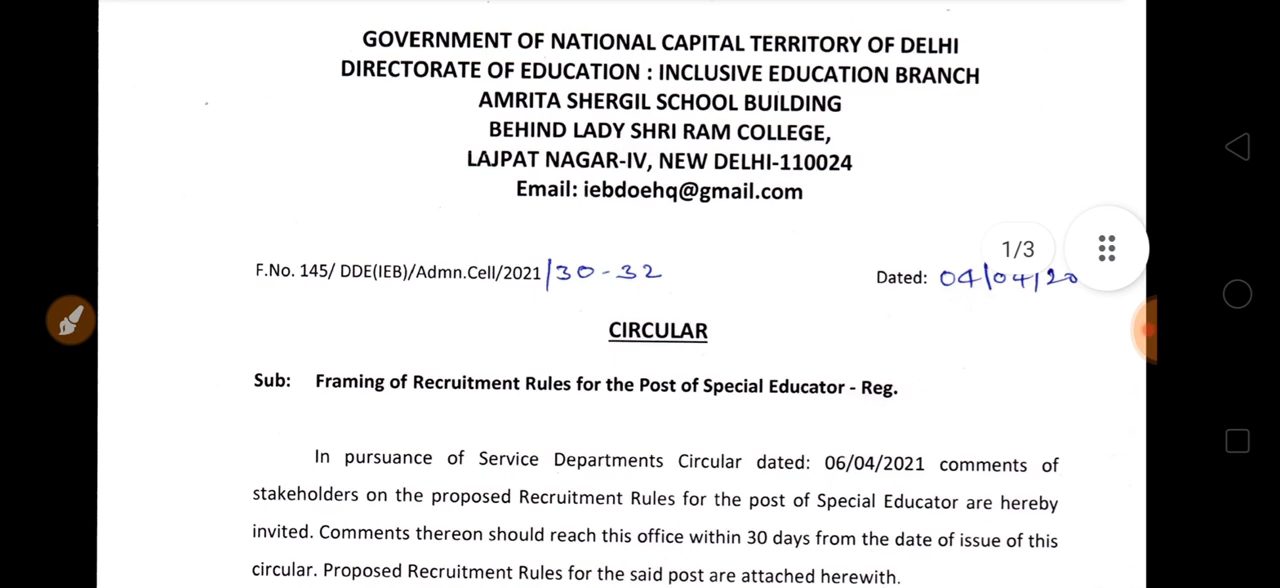 GOVERNMENT OF NATIONAL CAPITAL TERRITORY OF DELHI
DIRECTORATE OF EDUCATION : INCLUSIVE EDUCATION BRANCH
AMRITA SHERGIL SCHOOL BUILDING
BEHIND LADY SHRI RAM COLLEGE,
LAJPAT NAGAR-IV, NEW DELHI-110024
Email: iebdoehq@gmail.com
1/3
F.No. 145/ DDE(IEB)/Admn.Cell/2021/30-32 Dated: 04/04/20
CIRCULAR
Sub: Framing of Recruitment Rules for the Post of Special Educator - Reg.
In pursuance of Service Departments Circular dated: 06/04/2021 comments of
stakeholders on the proposed Recruitment Rules for the post of Special Educator are hereby
invited. Comments thereon should reach this office within 30 days from the date of issue of this
circular. Proposed Recruitment Rules for the said post are attached herewith.